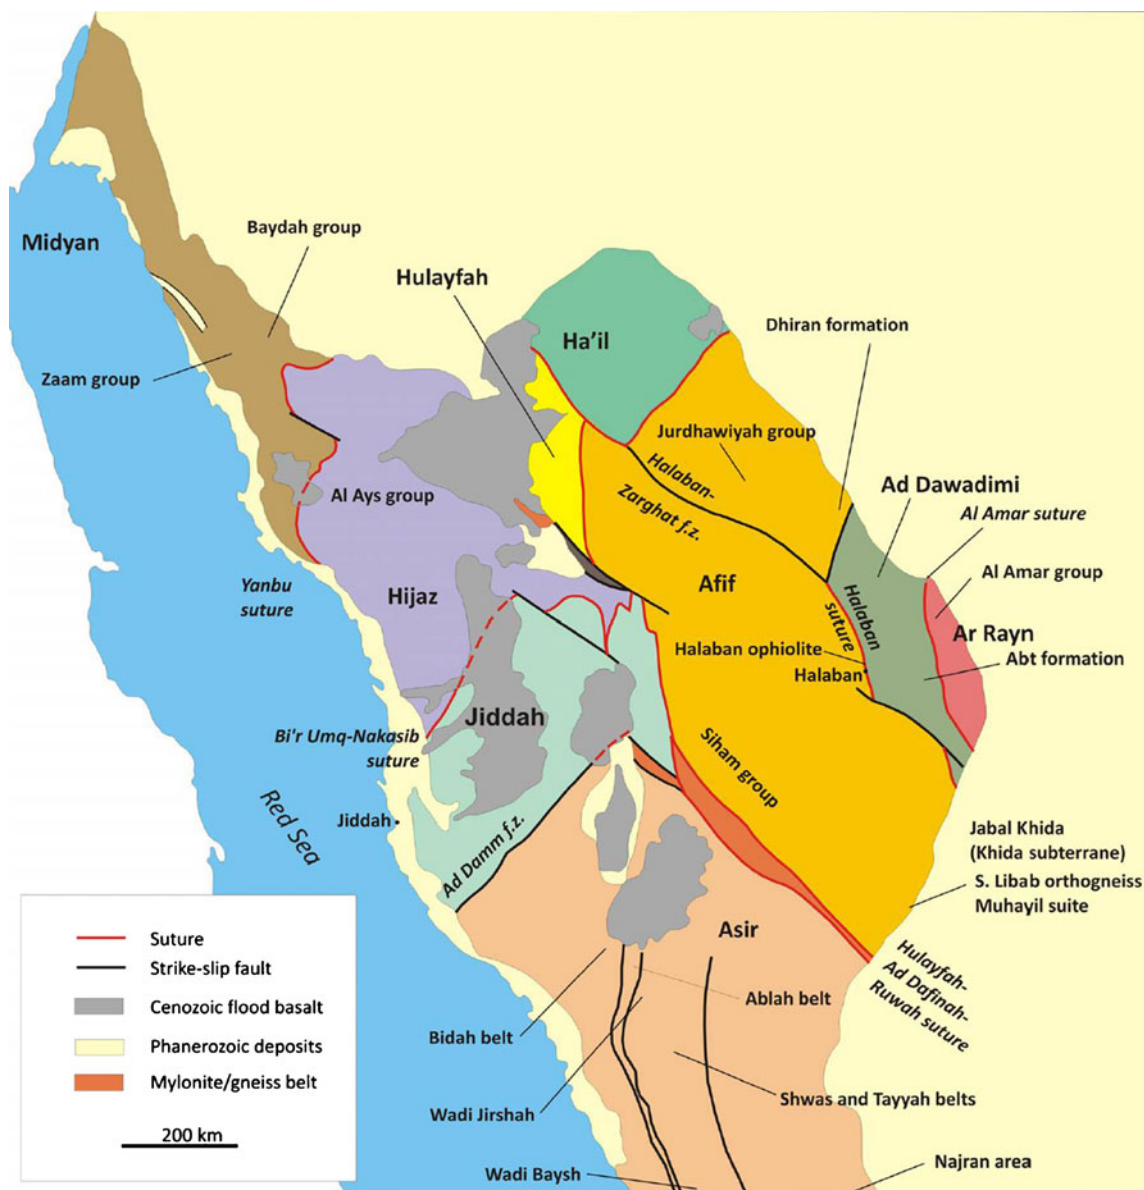 Midyan
Baydah group
Hulayfah
Ha'il
Dhiran formation
Zaam group
Jurdhawiyah group
Halaban-
Zarghat f.z.
Ad Dawadimi
Al Amar suture
Al Ays group
Al Amar group
Yanbu
suture
Hijaz
Afif
Halaban
suture
Ar Rayn
Halaban ophiolite
Abt formation
Halaban
Jiddah
Bi'r Umq-Nakasib
suture
Siham group
Red Sea
Jiddah
Ad Damm f.z.
Jabal Khida
(Khida subterrane)
S. Libab orthogneiss
Muhayil suite
Asir
Hulayfah-
Ad Dafinah-
Ruwah suture
Suture
Strike-slip fault
Cenozoic flood basalt
Phanerozoic deposits
Mylonite/gneiss belt
200 km
Ablah belt
Bidah belt
Shwas and Tayyah belts
Wadi Jirshah
Najran area
Wadi Baysh